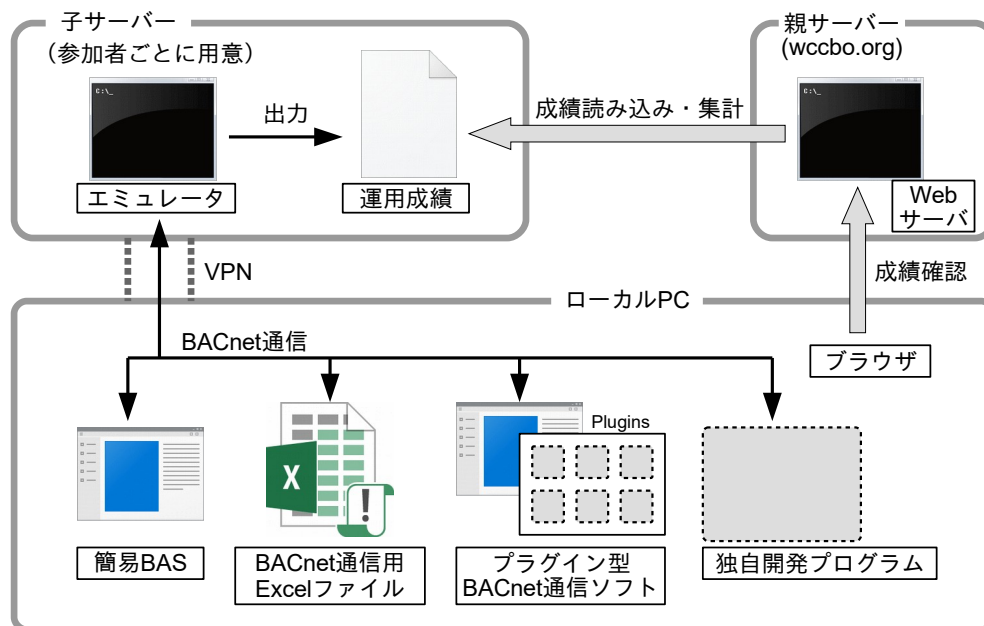 子サーバー
（参加者ごとに用意）
C:\_
出力
エミュレータ
運用成績
成績読み込み・集計
親サーバー
(wccbo.org)
C:\_
Web
サーバ
VPN
成績確認
ローカルPC
BACnet通信
ブラウザ
Plugins
X
!
簡易BAS
BACnet通信用
Excelファイル
プラグイン型
BACnet通信ソフト
独自開発プログラム